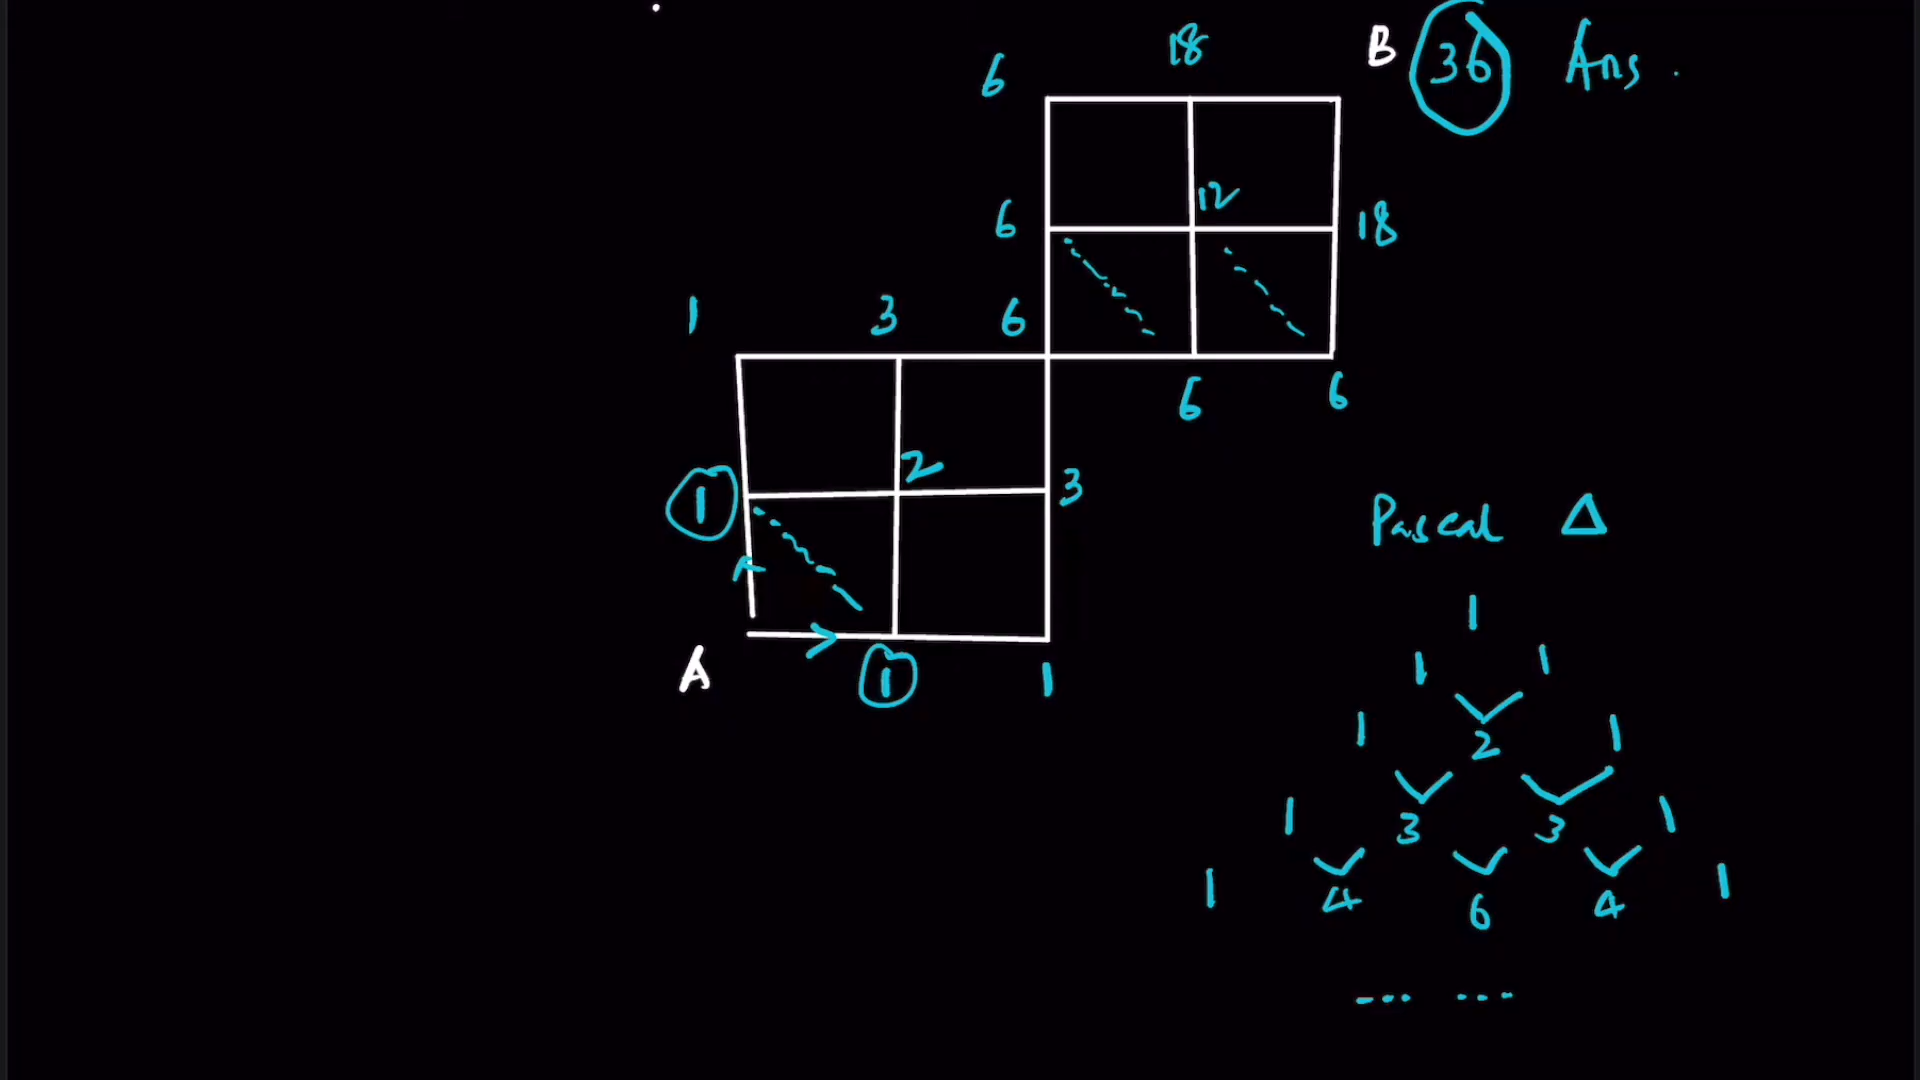 6 18 B 36 Ans.
12
6 18
1 3 6
6 6
2
1 3
A 1 1
Pascal Δ
1
1 1
1 2 1
1 3 3 1
1 4 6 4 1
--- ---